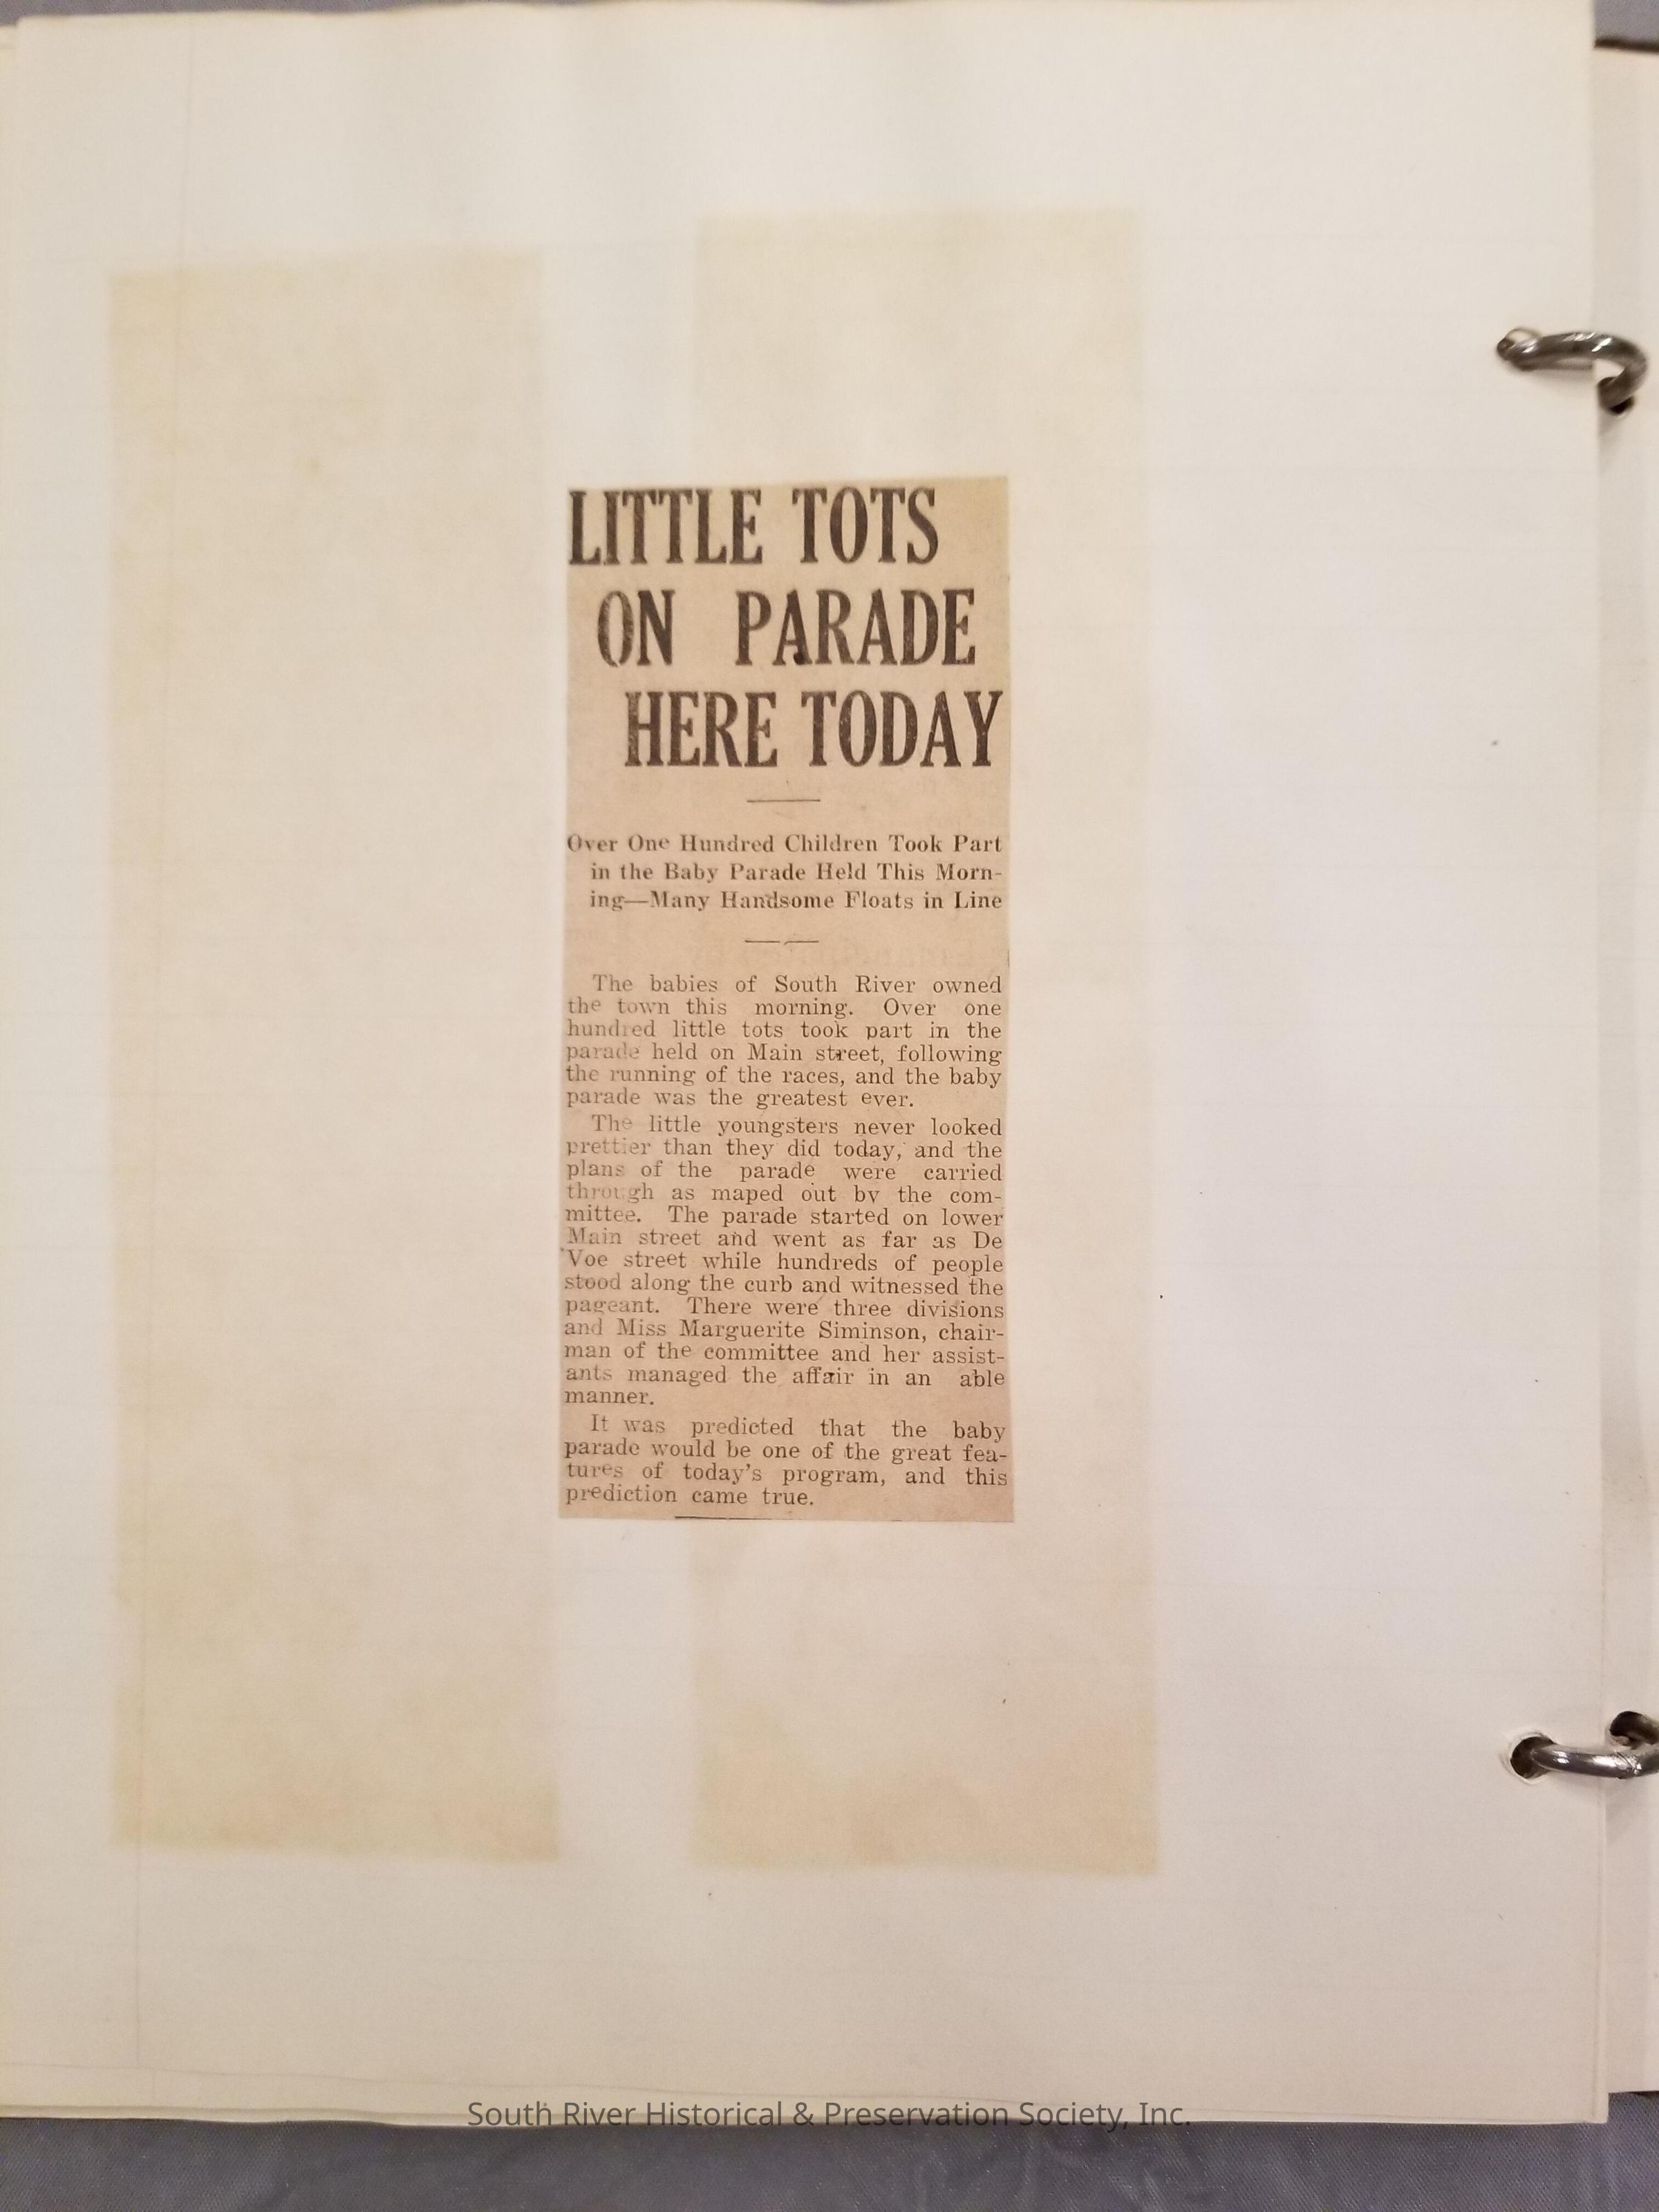 LITTLE TOTS
ON PARADE
HERE TODAY
Over One Hundred Children Took Part
in the Baby Parade Held This Morn-
ing—Many Handsome Floats in Line
The babies of South River owned
the town this morning. Over one
hundred little tots took part in the
parade held on Main street, following
the running of the races, and the baby
parade was the greatest ever.
The little youngsters never looked
prettier than they did today, and the
plans of the parade were carried
through as maped out by the com-
mittee. The parade started on lower
Main street and went as far as De
Voe street while hundreds of people
stood along the curb and witnessed the
pageant. There were three divisions
and Miss Marguerite Siminson, chair-
man of the committee and her assist-
ants managed the affair in an able
manner.
It was predicted that the baby
parade would be one of the great fea-
tures of today's program, and this
prediction came true.
South River Historical & Preservation Society, Inc.